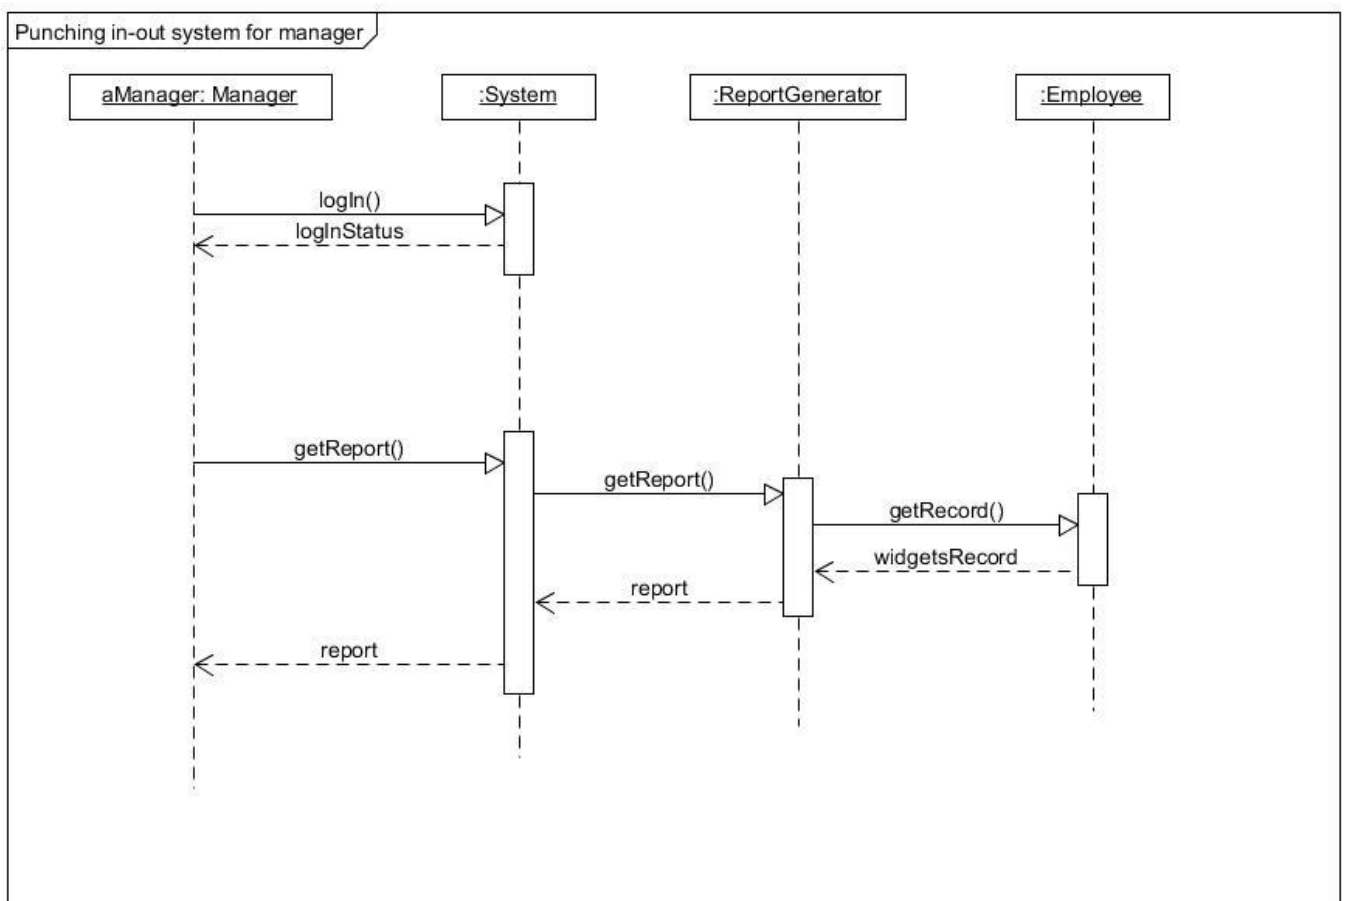 Punching in-out system for manager
aManager: Manager
:System
:ReportGenerator
:Employee
logIn()
logInStatus
getReport()
getReport()
getRecord()
widgetsRecord
report
report